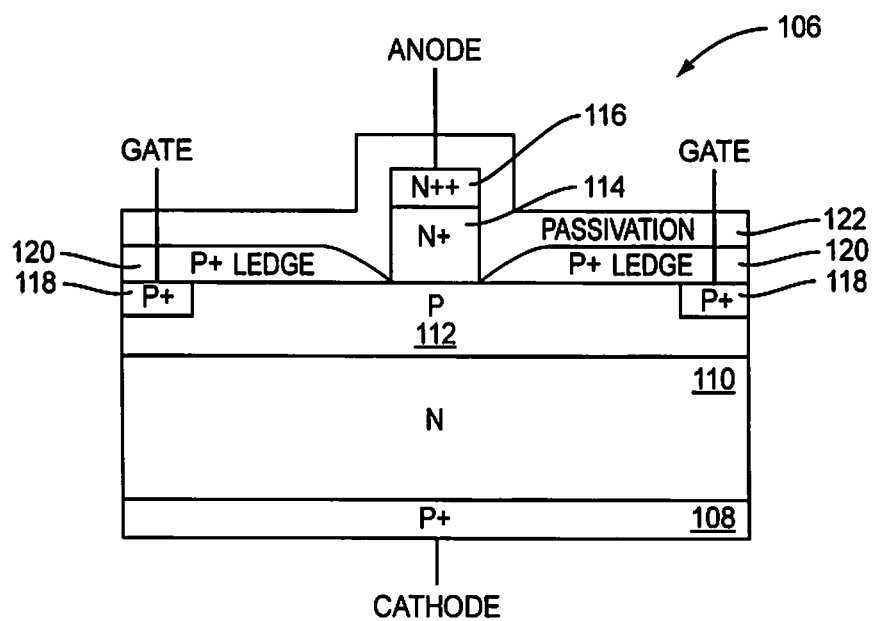 106
ANODE
116
GATE
GATE
N++
114
N+
PASSIVATION
122
120
P+ LEDGE
P+ LEDGE
120
118
P+
P
P+
118
112
110
N
P+
108
CATHODE